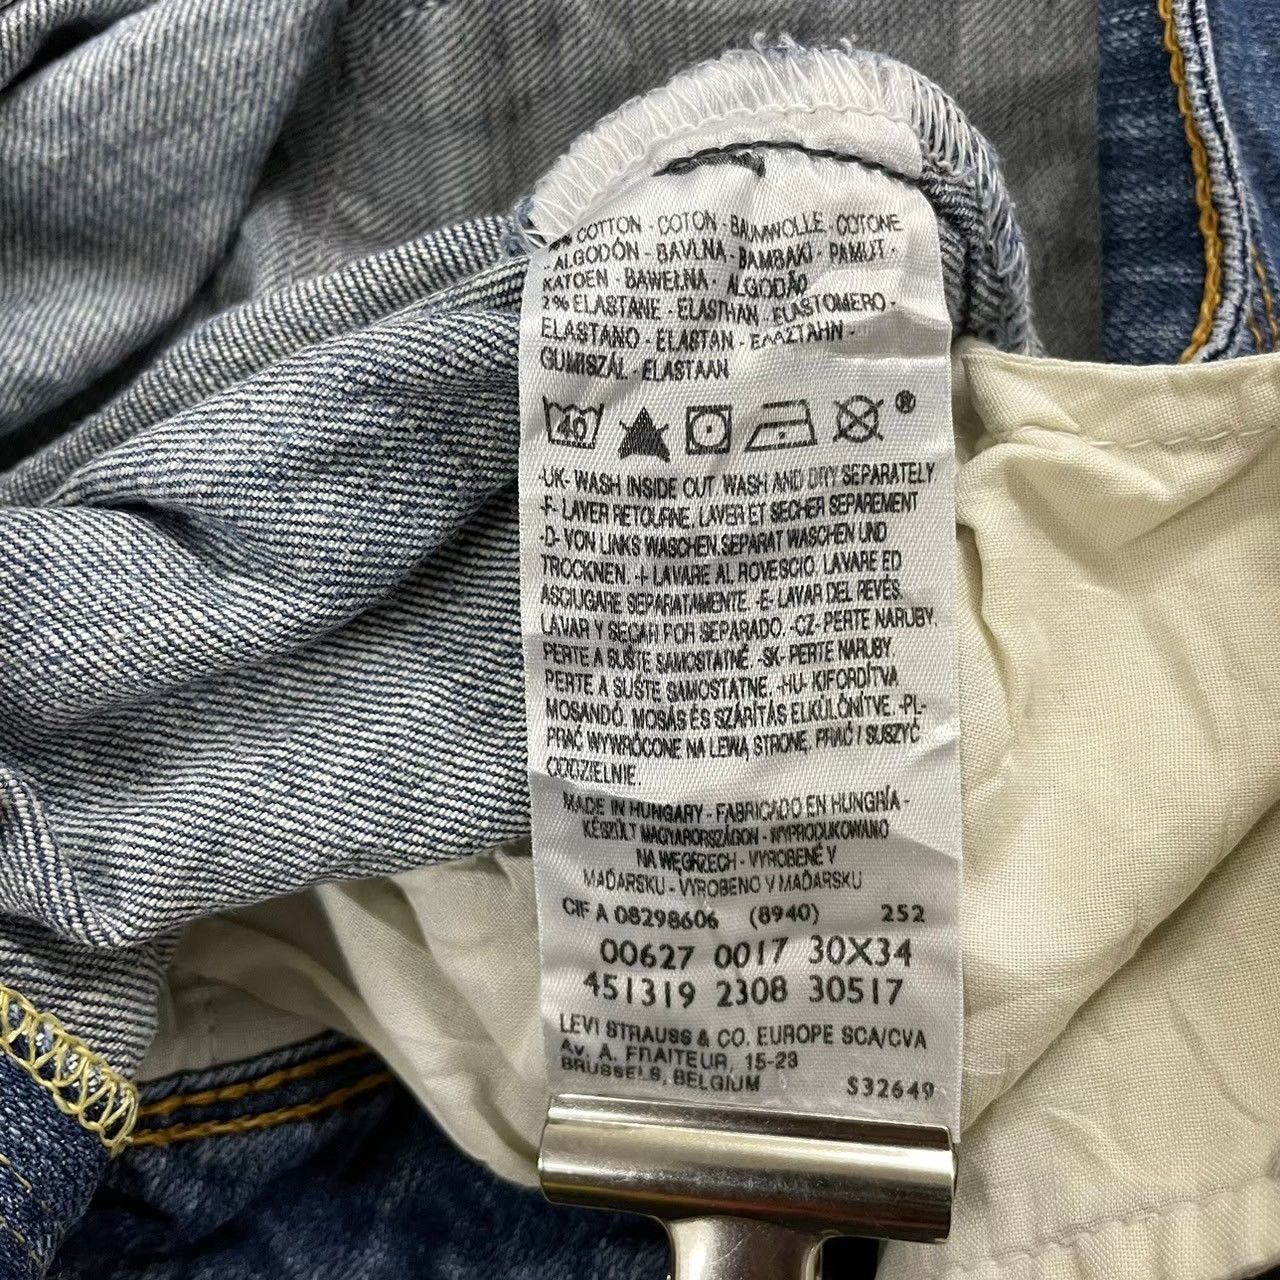 % COTTON - COTON - BAUMWOLLE - COTONE
- ALGODÓN - BAVLNA - BAMBAKI - PAMUT -
KATOEN - BAWEŁNA - ALGODÃO
2% ELASTANE - ELASTHAN - ELASTOMERO -
ELASTANO - ELASTAN - ΕΛΑΣΤΑΗΝ -
GUMISZÁL - ELASTAAN
40 ®
-UK- WASH INSIDE OUT. WASH AND DRY SEPARATELY.
-F- LAVER RETOURNE. LAVER ET SECHER SEPAREMENT
-D- VON LINKS WASCHEN. SEPARAT WASCHEN UND
TROCKNEN. -I- LAVARE AL ROVESCIO. LAVARE ED
ASCIUGARE SEPARATAMENTE. -E- LAVAR DEL REVÉS.
LAVAR Y SECAR POR SEPARADO. -CZ- PERTE NARUBY.
PERTE A SUŠTE SAMOSTATNĚ. -SK- PERTE NARUBY
PERTE A SUŠTE SAMOSTATNE. -HU- KIFORDÍTVA
MOSANDÓ. MOSÁS ÉS SZÁRÍTÁS ELKÜLÖNÍTVE. -PL-
PRAĆ WYWRÓCONE NA LEWĄ STRONĘ. PRAĆ I SUSZYĆ
ODDZIELNIE.
MADE IN HUNGARY - FABRICADO EN HUNGRÍA -
KÉSZÜLT MAGYARORSZÁGON - WYPRODUKOWANO
NA WĘGRZECH - VYROBENÉ V
MAĎARSKU - VYROBENO V MAĎARSKU
CIF A 08298606 (8940) 252
00627 0017 30X34
451319 2308 30517
LEVI STRAUSS & CO. EUROPE SCA/CVA
AV. A. FRAITEUR, 15-23
BRUSSELS, BELGIUM S32649